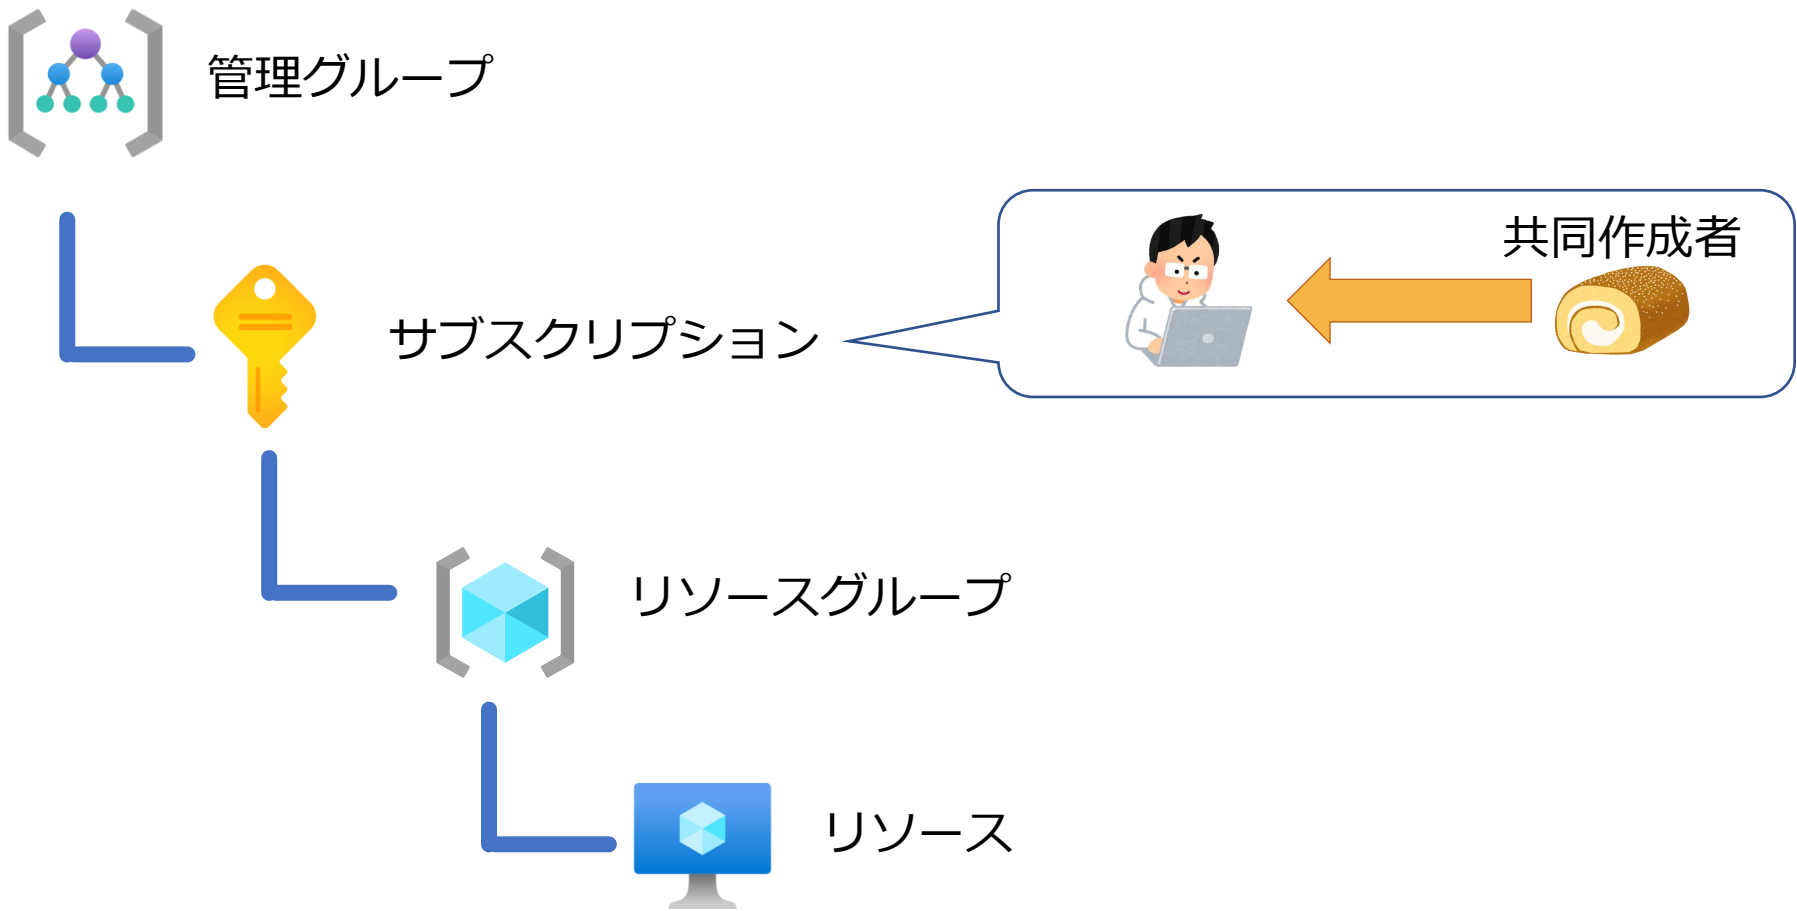 管理グループ
共同作成者
サブスクリプション
リソースグループ
リソース